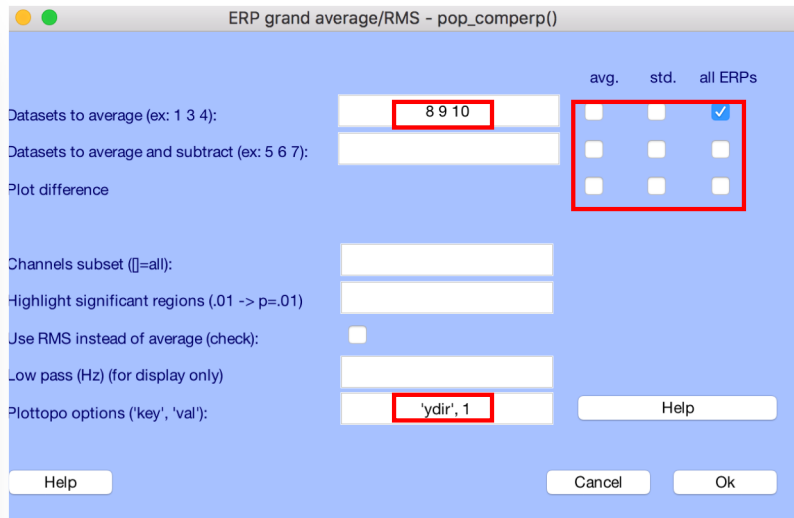 ERP grand average/RMS - pop_comperp()
avg. std. all ERPs
Datasets to average (ex: 1 3 4): 8 9 10
Datasets to average and subtract (ex: 5 6 7):
Plot difference
Channels subset ([]=all):
Highlight significant regions (.01 -> p=.01)
Use RMS instead of average (check):
Low pass (Hz) (for display only)
Plottopo options ('key', 'val'): 'ydir', 1 Help
Help Cancel Ok